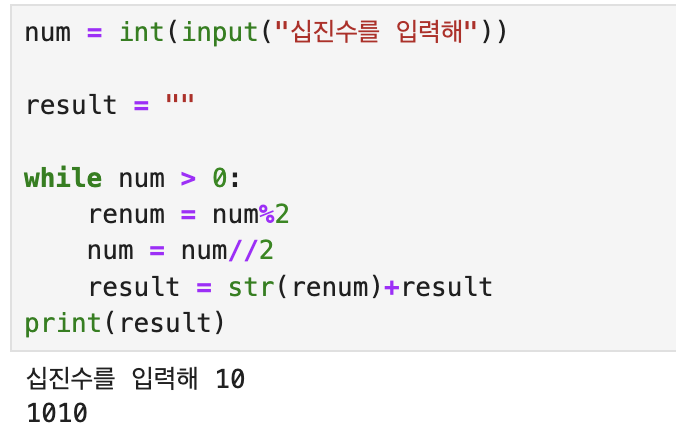 num = int(input("십진수를 입력해"))
result = ""
while num > 0:
    renum = num%2
    num = num//2
    result = str(renum)+result
print(result)
십진수를 입력해 10
1010